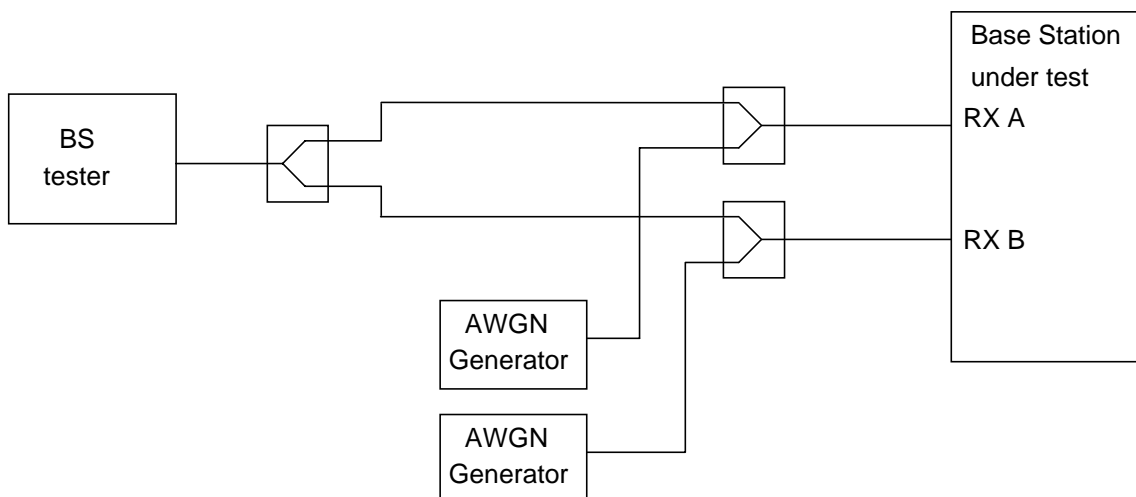 BS
tester
Base Station
under test
RX A
RX B
AWGN
Generator
AWGN
Generator